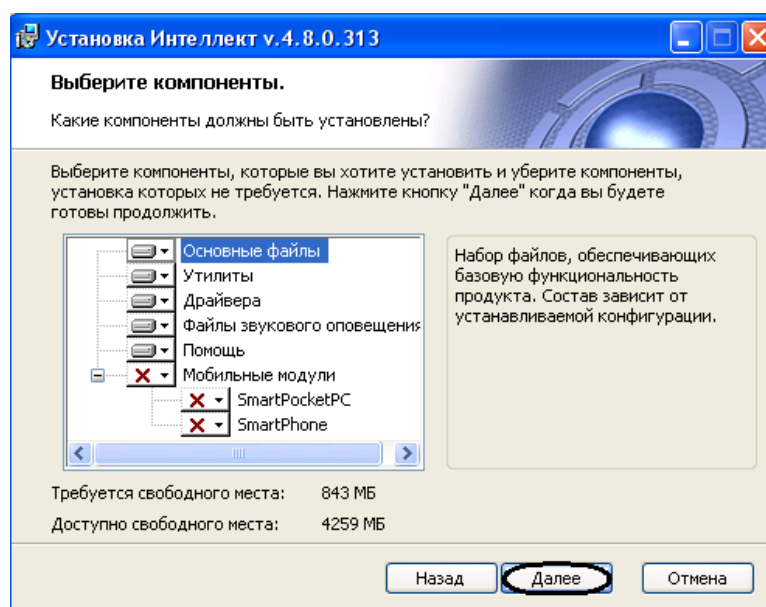 Установка Интеллект v.4.8.0.313
Выберите компоненты.
Какие компоненты должны быть установлены?
Выберите компоненты, которые вы хотите установить и уберите компоненты,
установка которых не требуется. Нажмите кнопку "Далее" когда вы будете
готовы продолжить.
Основные файлы
Утилиты
Драйвера
Файлы звукового оповещения
Помощь
Мобильные модули
SmartPocketPC
SmartPhone
Набор файлов, обеспечивающих
базовую функциональность
продукта. Состав зависит от
устанавливаемой конфигурации.
Требуется свободного места: 843 МБ
Доступно свободного места: 4259 МБ
Назад Далее Отмена